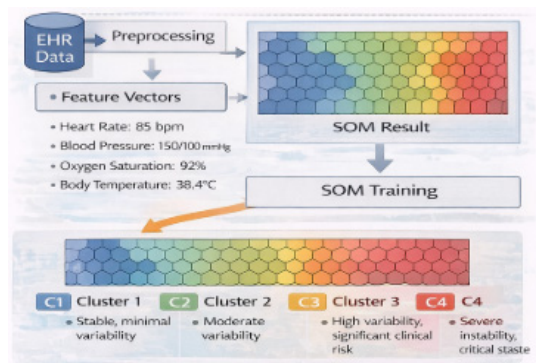 EHR
Data
Preprocessing
• Feature Vectors
• Heart Rate: 85 bpm
• Blood Pressure: 150/100 mmHg
• Oxygen Saturation: 92%
• Body Temperature: 38.4°C
SOM Result
SOM Training
C1 Cluster 1
• Stable, minimal
variability
C2 Cluster 2
• Moderate
variability
C3 Cluster 3
• High variability,
significant clinical
risk
C4 C4
• Severe
instability,
critical staste